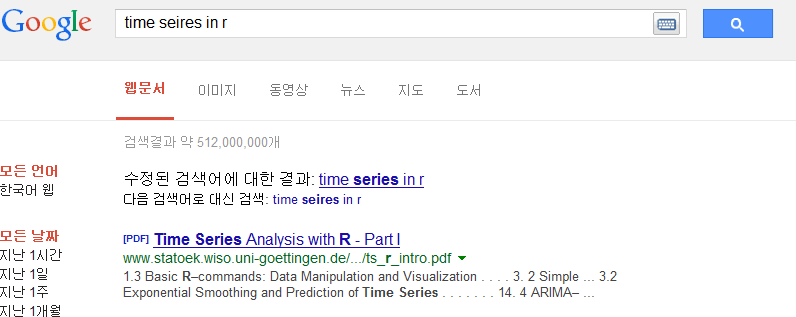 Google
time seires in r
웹문서 이미지 동영상 뉴스 지도 도서
검색결과 약 512,000,000개
모든 언어
한국어 웹
수정된 검색어에 대한 결과: time series in r
다음 검색어로 대신 검색: time seires in r
모든 날짜
지난 1시간
지난 1일
지난 1주
지난 1개월
[PDF] Time Series Analysis with R - Part I
www.statoek.wiso.uni-goettingen.de/.../ts_r_intro.pdf
1.3 Basic R–commands: Data Manipulation and Visualization . . . . 3. 2 Simple ... 3.2
Exponential Smoothing and Prediction of Time Series . . . . . . . 14. 4 ARIMA– ...